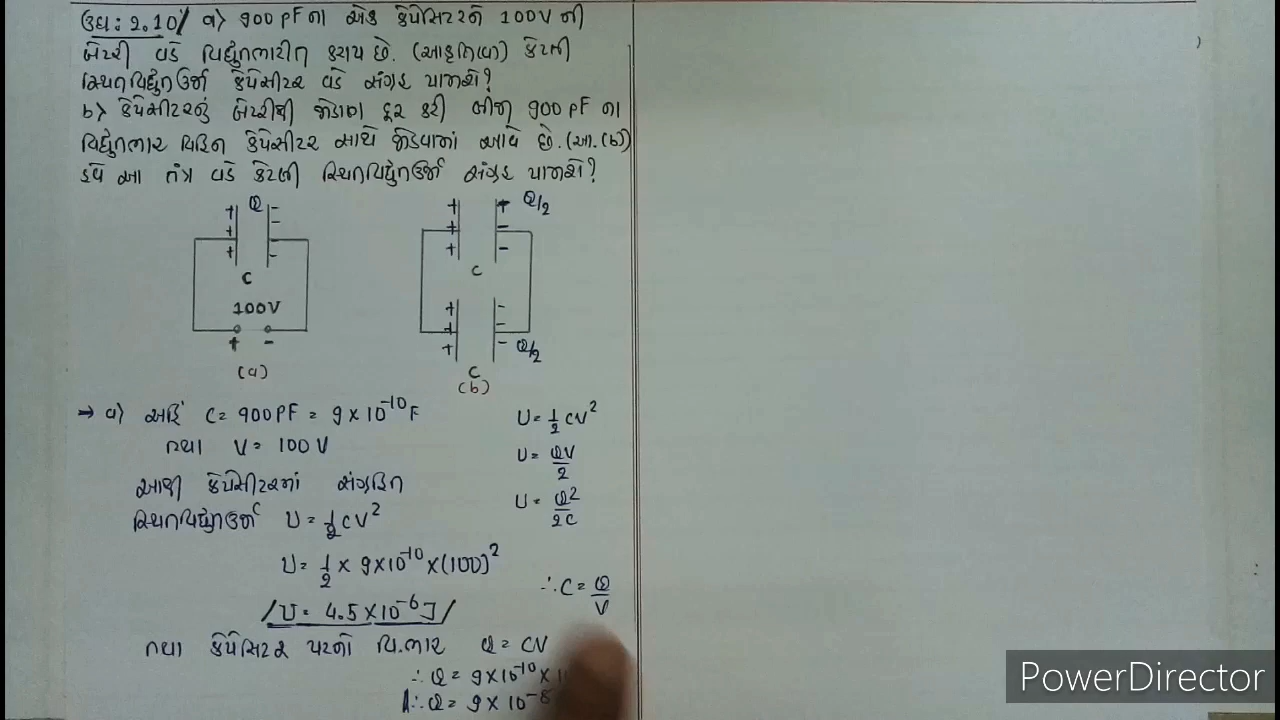 ઉદા: 2.10/ a> 900 pF ના એક કેપેસિટરને 100V ની
બેટરી વડે વિદ્યુતભારીત કરાય છે. (આકૃતિ(a)) કેટલી
સ્થિતવિદ્યુતઉર્જા કેપેસીટર વડે સંગ્રહ પામશે?
b> કેપેસીટરનું બેટરીથી જોડાણ દૂર કરી બીજા 900 pF ના
વિદ્યુતભાર વિહિન કેપેસીટર સાથે જોડવામાં આવે છે. (આ.(b))
હવે આ તંત્ર વડે કેટલી સ્થિતવિદ્યુતઉર્જા સંગ્રહ પામશે?
+ Q -
+ -
+ -
C
100V
+ -
(a)
+ + Q/2
+ -
+ -
C
+ -
+ -
+ - Q/2
C
(b)
→ a) અહિં C = 900 PF = 9 × 10⁻¹⁰ F
તથા V = 100 V
આથી કેપેસીટરમાં સંગ્રહિત
સ્થિતવિદ્યુતઉર્જા U = ½ CV²
U = ½ × 9 × 10⁻¹⁰ × (100)²
/U = 4.5 × 10⁻⁶ J/
તથા કેપેસિટર પરનો વિ.ભાર Q = CV
∴ Q = 9 × 10⁻¹⁰ ×
∴ Q = 9 × 10⁻⁸
U = ½ CV²
U = QV/2
U = Q²/2C
∴ C = Q/V
PowerDirector